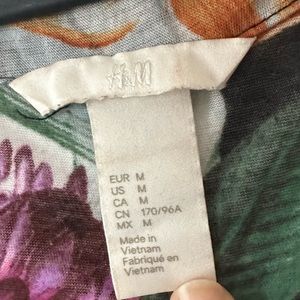 H&M
EUR M
US M
CA M
CN 170/96A
MX M
Made in
Vietnam
Fabriqué en
Vietnam